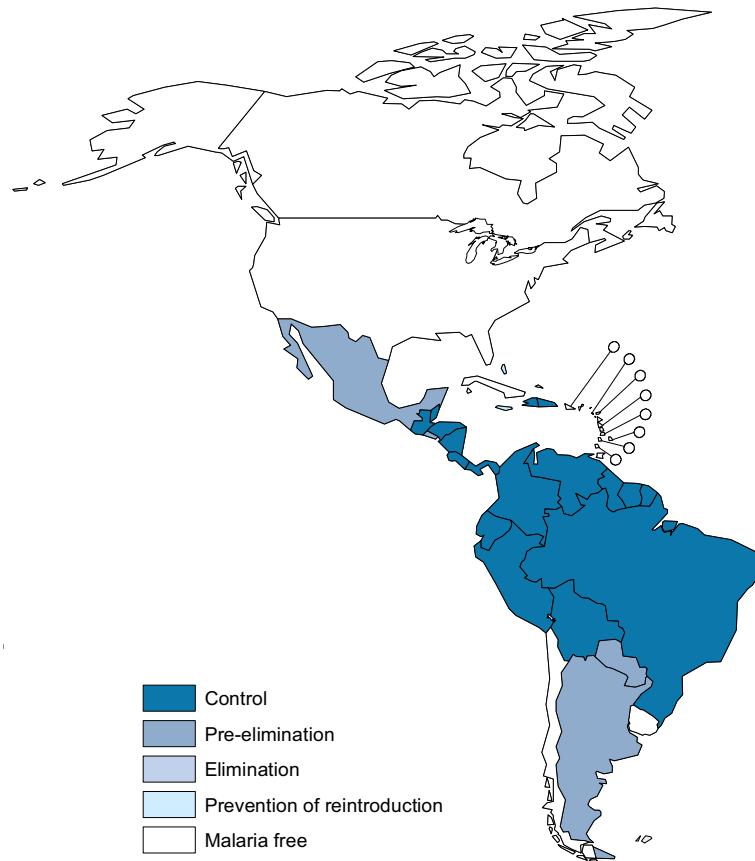 Control
Pre-elimination
Elimination
Prevention of reintroduction
Malaria free